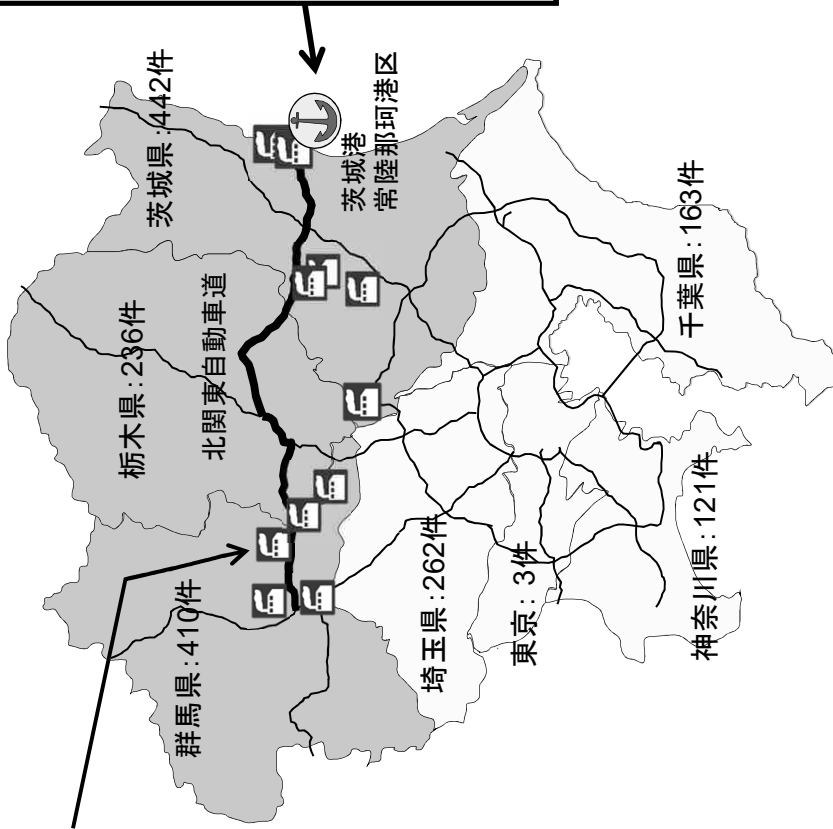 茨城県:442件
栃木県:236件
北関東自動車道
茨城港
常陸那珂港区
群馬県:410件
埼玉県:262件
東京:3件
千葉県:163件
神奈川県:121件